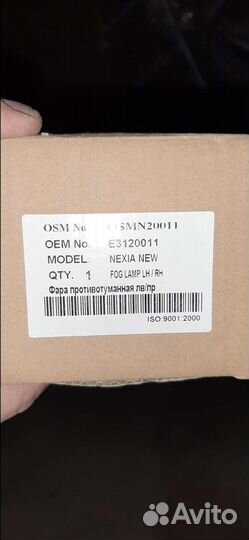 OSM No. OSMN20011
OEM No. E3120011
MODEL: NEXIA NEW
QTY. 1 FOG LAMP LH / RH
Фара противотуманная лв/пр
ISO:9001:2000
Avito